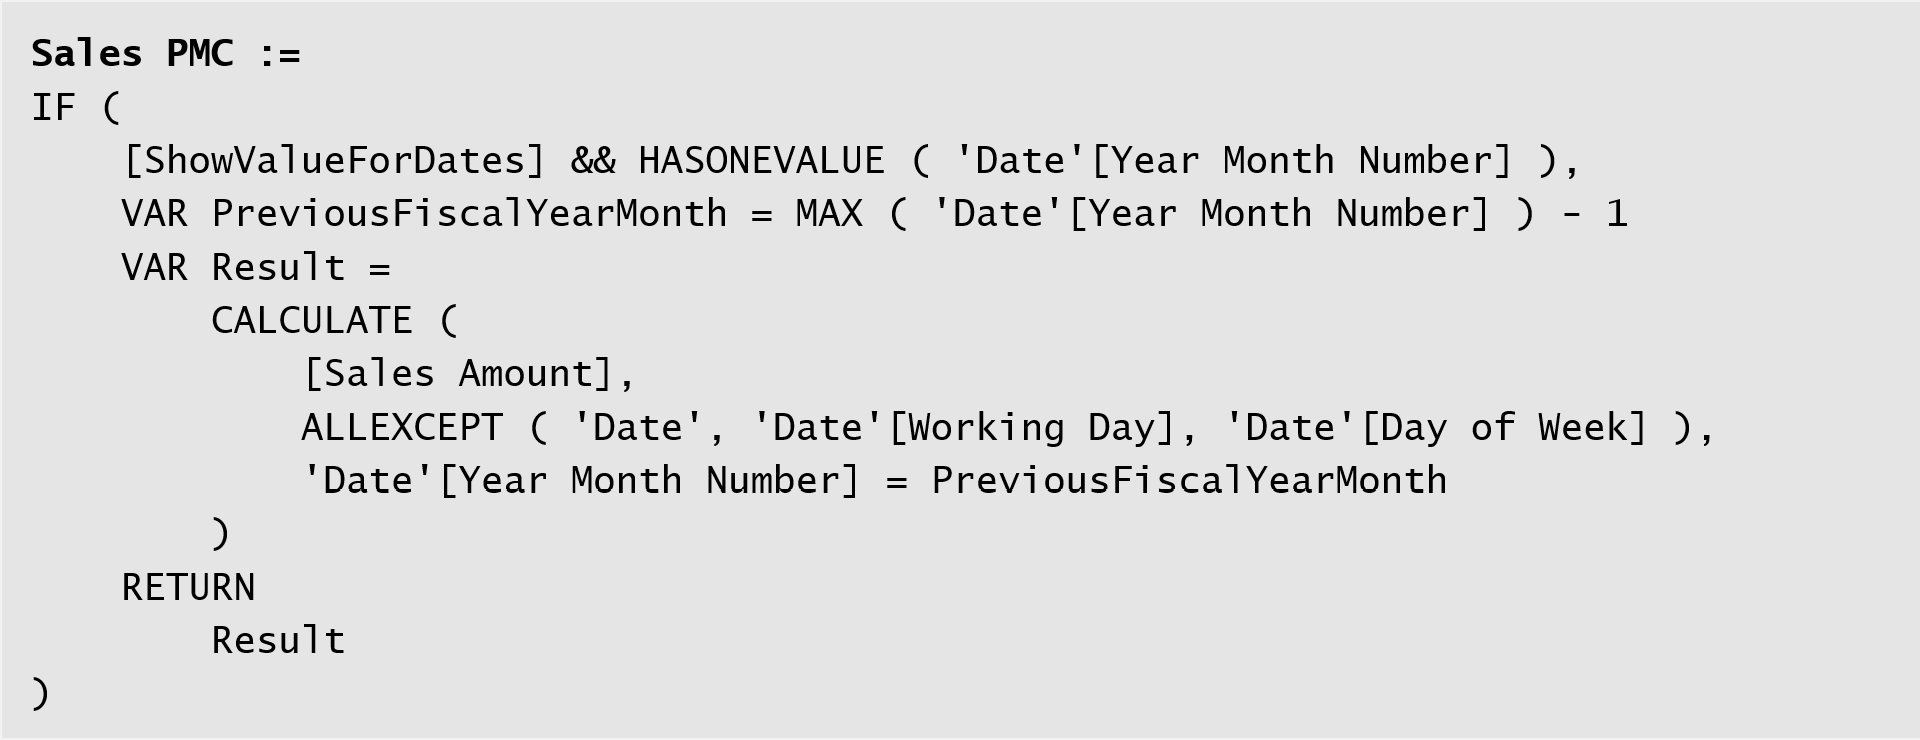 Sales PMC :=
IF (
    [ShowValueForDates] && HASONEVALUE ( 'Date'[Year Month Number] ),
    VAR PreviousFiscalYearMonth = MAX ( 'Date'[Year Month Number] ) - 1
    VAR Result =
        CALCULATE (
            [Sales Amount],
            ALLEXCEPT ( 'Date', 'Date'[Working Day], 'Date'[Day of Week] ),
            'Date'[Year Month Number] = PreviousFiscalYearMonth
        )
    RETURN
        Result
)